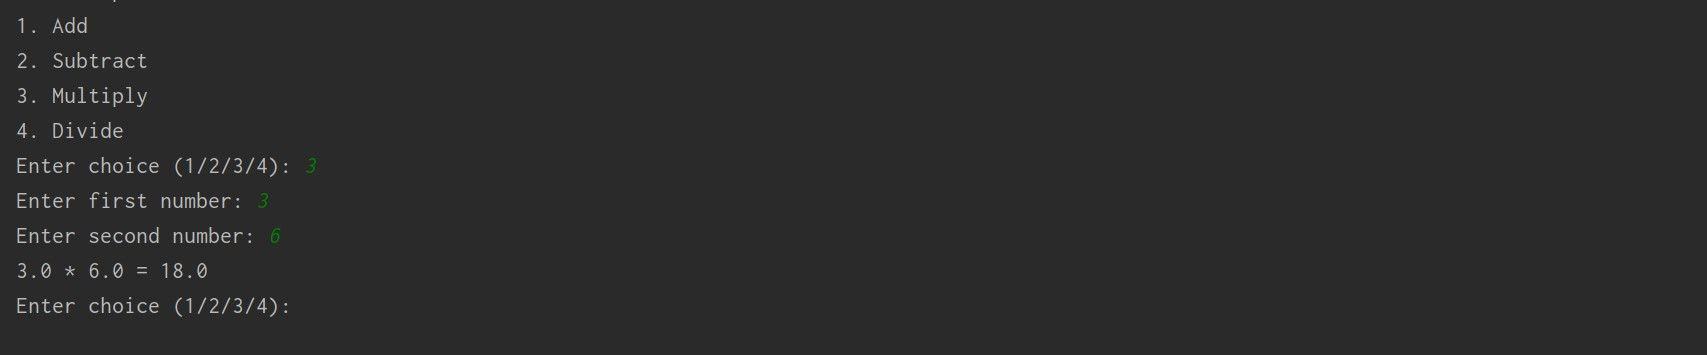 1. Add
2. Subtract
3. Multiply
4. Divide
Enter choice (1/2/3/4): 3
Enter first number: 3
Enter second number: 6
3.0 * 6.0 = 18.0
Enter choice (1/2/3/4):